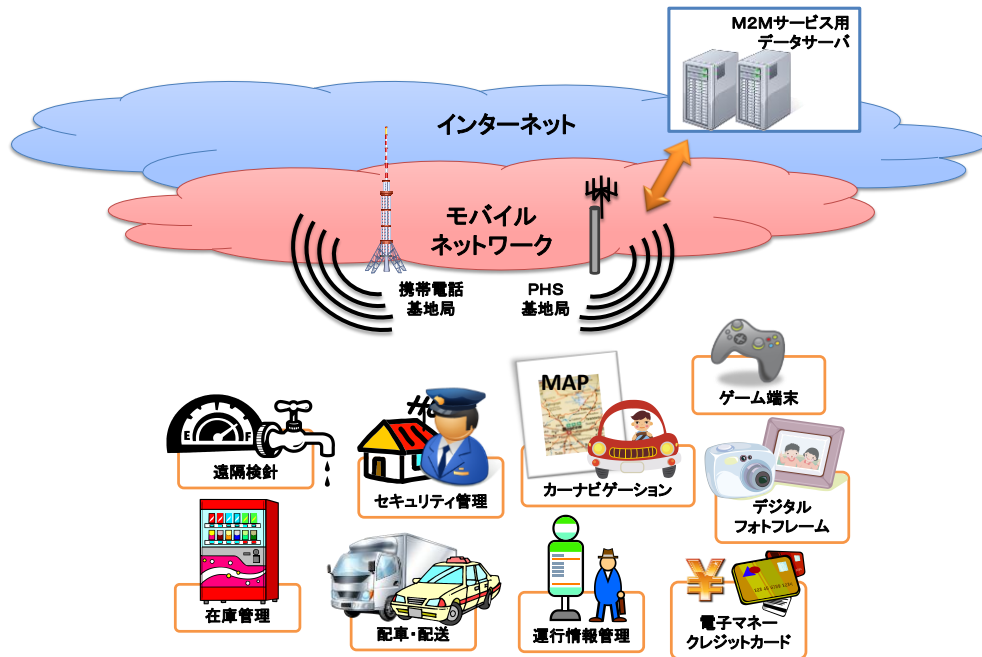 M2Mサービス用
データサーバ
インターネット
モバイル
ネットワーク
携帯電話
基地局
PHS
基地局
MAP
ゲーム端末
E
F
遠隔検針
セキュリティ管理
カーナビゲーション
デジタル
フォトフレーム
在庫管理
配車・配送
運行情報管理
¥
電子マネー
クレジットカード